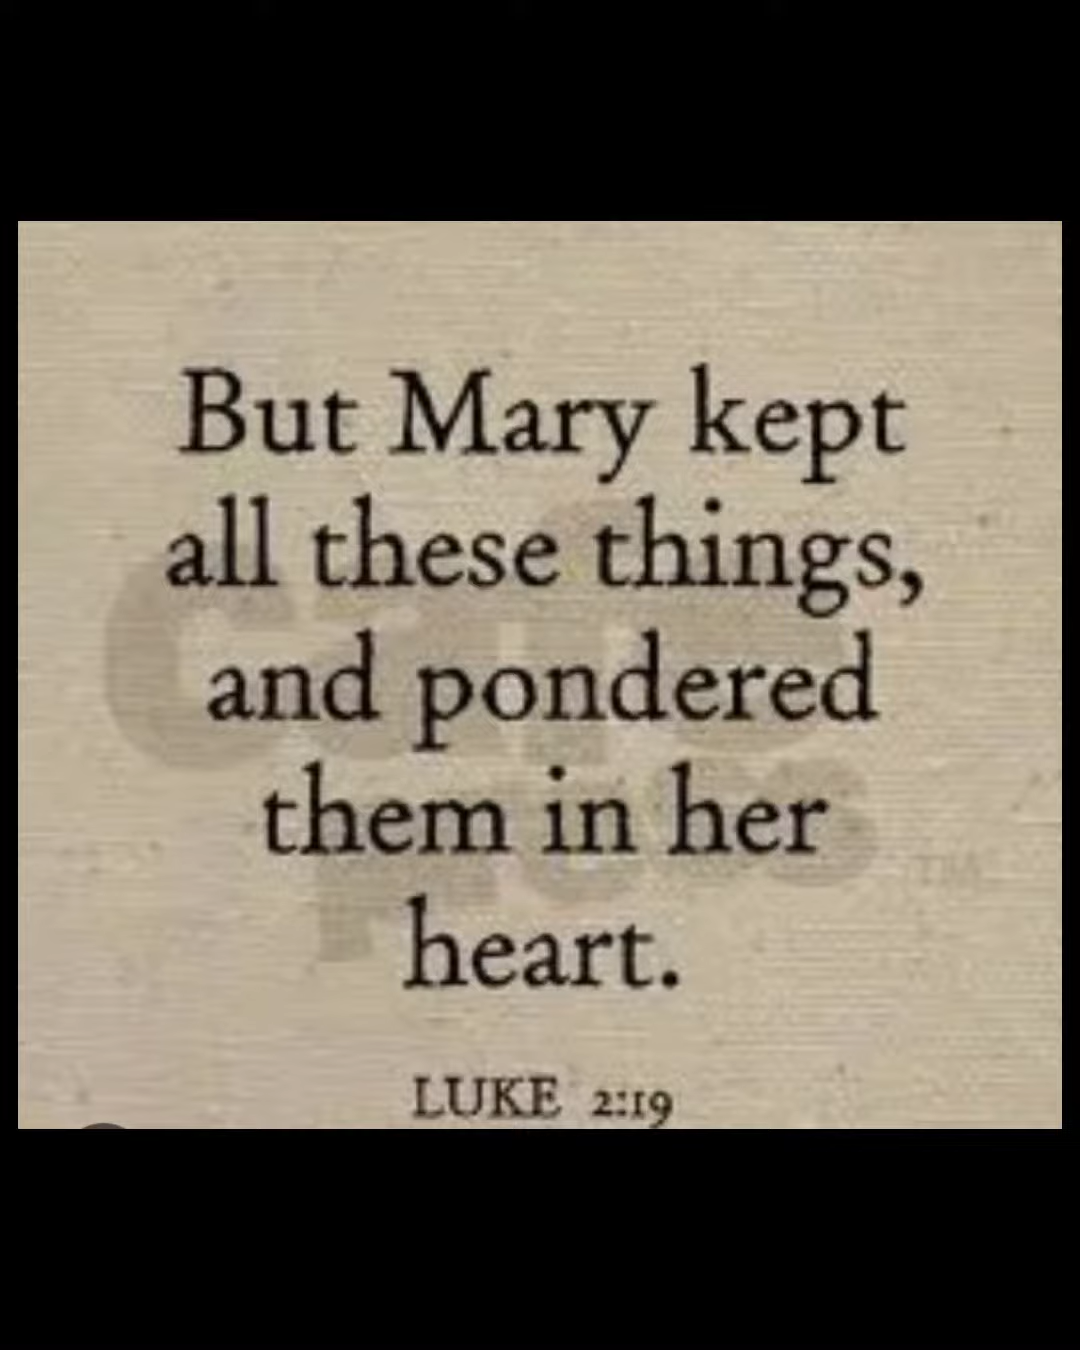 But Mary kept
all these things,
and pondered
them in her
heart.
LUKE 2:19